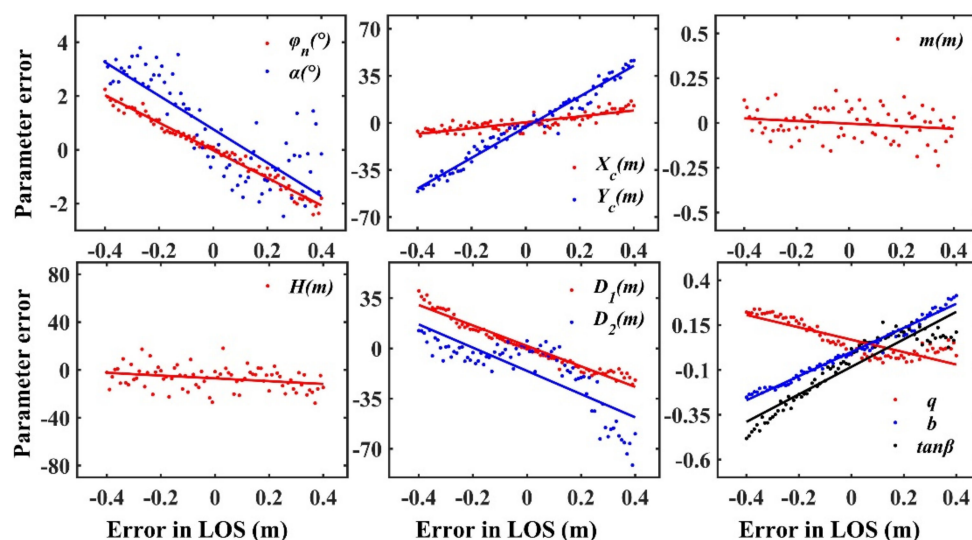 Parameter error
4
2
0
-2
φn(°)
α(°)
-0.4 -0.2 0 0.2 0.4
70
35
0
-35
-70
Xc(m)
Yc(m)
-0.4 -0.2 0 0.2 0.4
0.5
0.25
0
-0.25
-0.5
m(m)
-0.4 -0.2 0 0.2 0.4
Parameter error
80
40
0
-40
-80
H(m)
-0.4 -0.2 0 0.2 0.4
Error in LOS (m)
35
0
-35
-70
D1(m)
D2(m)
-0.4 -0.2 0 0.2 0.4
Error in LOS (m)
0.4
0.15
-0.1
-0.35
-0.6
q
b
tanβ
-0.4 -0.2 0 0.2 0.4
Error in LOS (m)